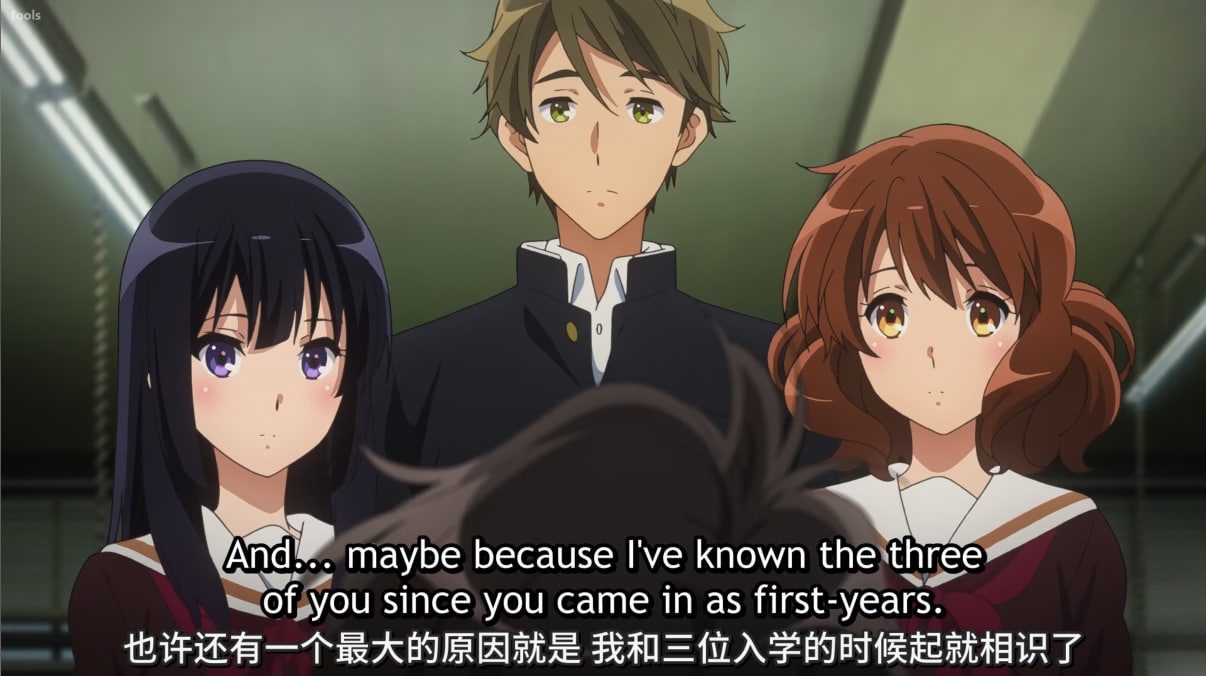 fools
And... maybe because I've known the three
of you since you came in as first-years.
也许还有一个最大的原因就是 我和三位入学的时候起就相识了